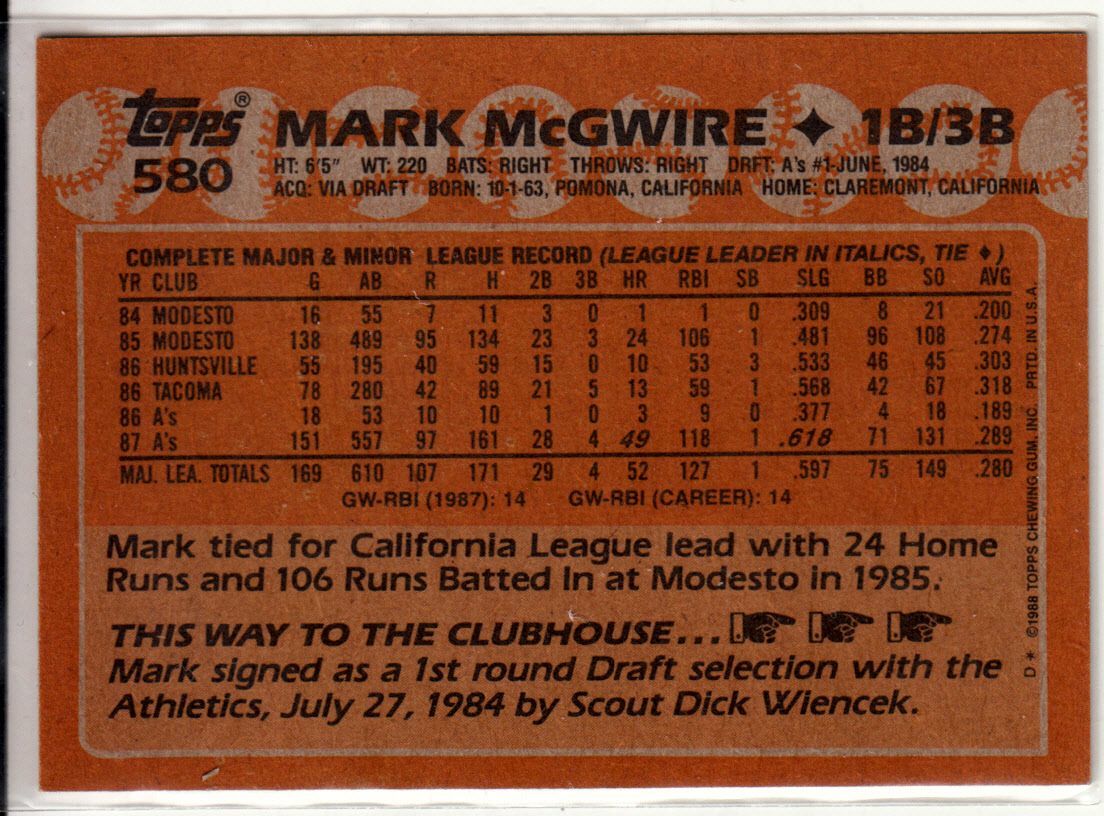 Topps® MARK McGWIRE ✦ 1B/3B
580 HT: 6'5" WT: 220 BATS: RIGHT THROWS: RIGHT DRFT: A's #1-JUNE, 1984
ACQ: VIA DRAFT BORN: 10-1-63, POMONA, CALIFORNIA HOME: CLAREMONT, CALIFORNIA
COMPLETE MAJOR & MINOR LEAGUE RECORD (LEAGUE LEADER IN ITALICS, TIE ♦)
YR CLUB G AB R H 2B 3B HR RBI SB SLG BB SO AVG
84 MODESTO 16 55 7 11 3 0 1 1 0 .309 8 21 .200
85 MODESTO 138 489 95 134 23 3 24 106 1 .481 96 108 .274
86 HUNTSVILLE 55 195 40 59 15 0 10 53 3 .533 46 45 .303
86 TACOMA 78 280 42 89 21 5 13 59 1 .568 42 67 .318
86 A's 18 53 10 10 1 0 3 9 0 .377 4 18 .189
87 A's 151 557 97 161 28 4 49 118 1 .618 71 131 .289
MAJ. LEA. TOTALS 169 610 107 171 29 4 52 127 1 .597 75 149 .280
GW-RBI (1987): 14 GW-RBI (CAREER): 14
Mark tied for California League lead with 24 Home
Runs and 106 Runs Batted In at Modesto in 1985.
THIS WAY TO THE CLUBHOUSE...
Mark signed as a 1st round Draft selection with the
Athletics, July 27, 1984 by Scout Dick Wiencek.
D * ©1988 TOPPS CHEWING GUM, INC. PRTD. IN U.S.A.